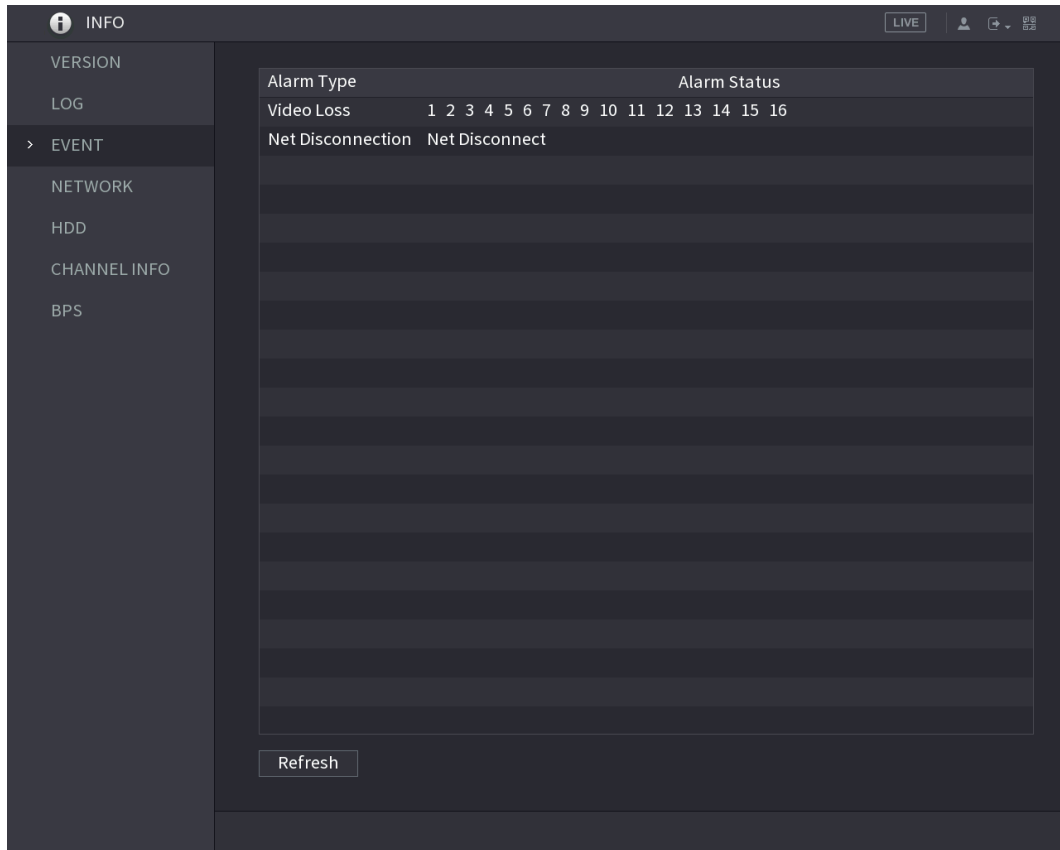 INFO LIVE
VERSION
LOG
EVENT
NETWORK
HDD
CHANNEL INFO
BPS
Alarm Type Alarm Status
Video Loss 1 2 3 4 5 6 7 8 9 10 11 12 13 14 15 16
Net Disconnection Net Disconnect
Refresh